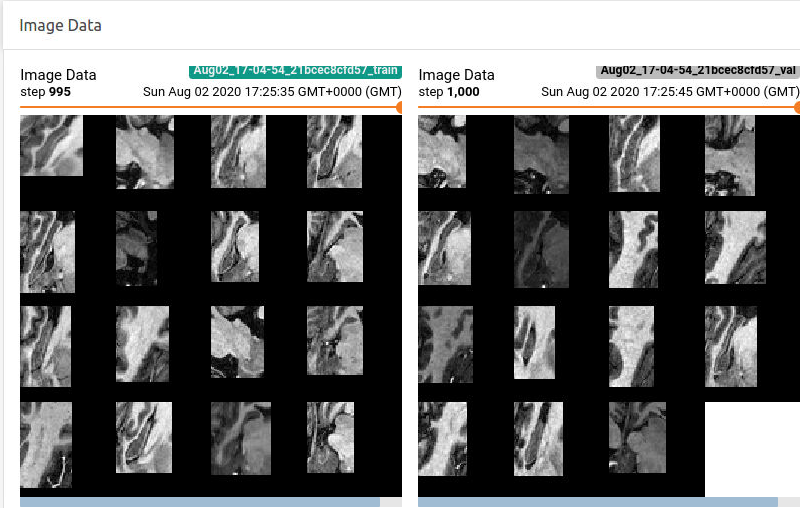 Image Data
Image Data
Aug02_17-04-54_21bcec8cfd57_train
step 995
Sun Aug 02 2020 17:25:35 GMT+0000 (GMT)
Image Data
Aug02_17-04-54_21bcec8cfd57_val
step 1,000
Sun Aug 02 2020 17:25:45 GMT+0000 (GMT)